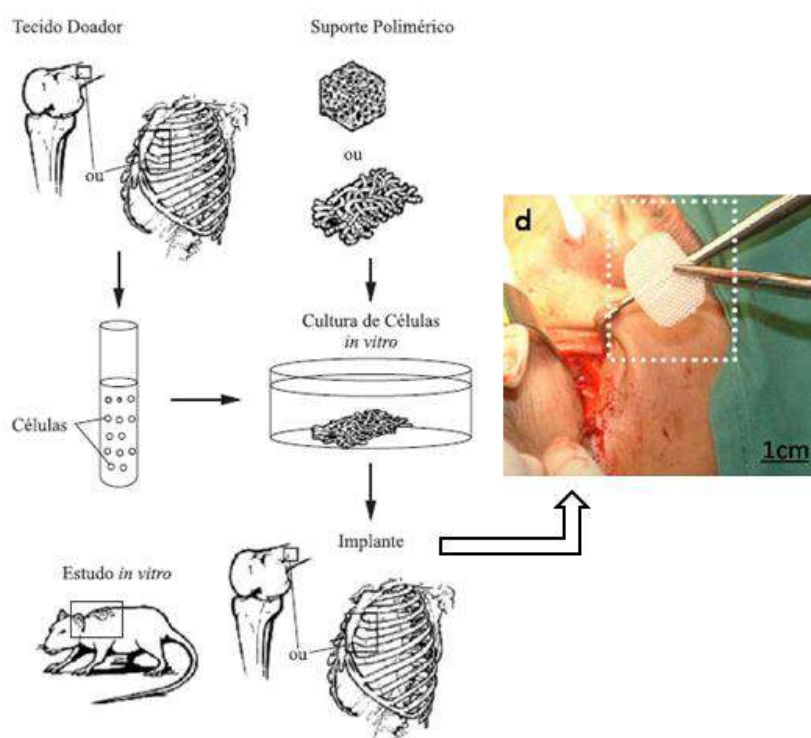 Tecido Doador
Suporte Polimérico
ou
ou
d
Cultura de Células
in vitro
Células
1cm
Implante
Estudo in vitro
ou